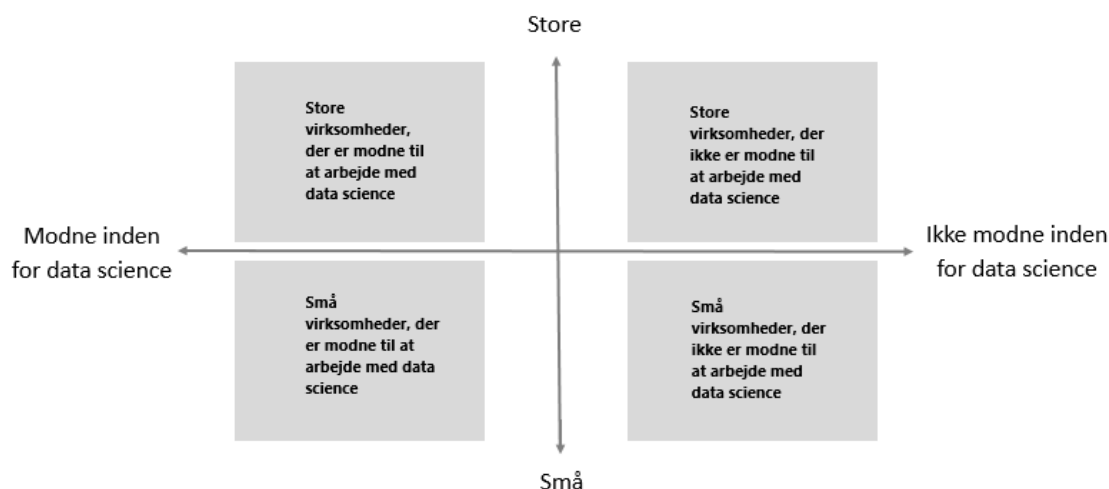 Store
Store
virksomheder,
der er modne til
at arbejde med
data science
Store
virksomheder, der
ikke er modne til
at arbejde med
data science
Modne inden
for data science
Ikke modne inden
for data science
Små
virksomheder, der
er modne til at
arbejde med data
science
Små
virksomheder, der
ikke er modne til
at arbejde med
data science
Små